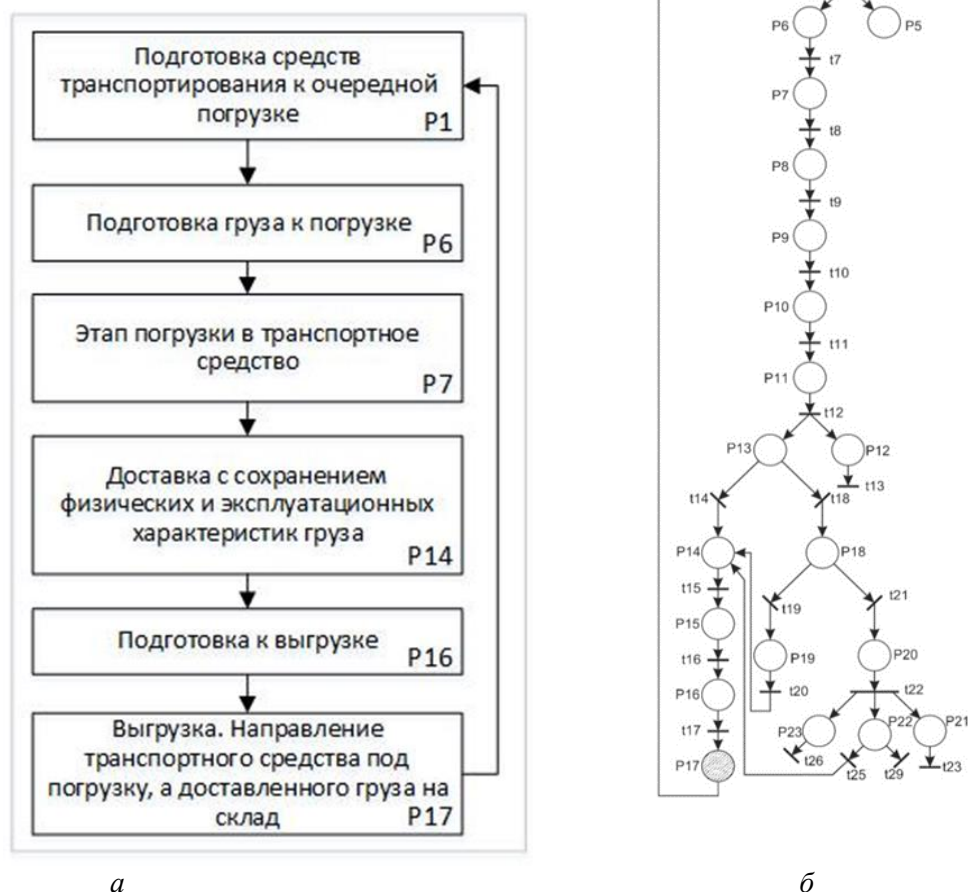 Подготовка средств
транспортирования к очередной
погрузке
P1
Подготовка груза к погрузке
P6
Этап погрузки в транспортное
средство
P7
Доставка с сохранением
физических и эксплуатационных
характеристик груза
P14
Подготовка к выгрузке
P16
Выгрузка. Направление
транспортного средства под
погрузку, а доставленного груза на
склад
P17
а
P6
P5
t7
P7
t8
P8
t9
P9
t10
P10
t11
P11
t12
P13
P12
t13
t14
t18
P14
P18
t15
t19
t21
P15
t16
P19
P20
P16
t20
t22
t17
P23
P22
P21
P17
t26
t25
t29
t23
б